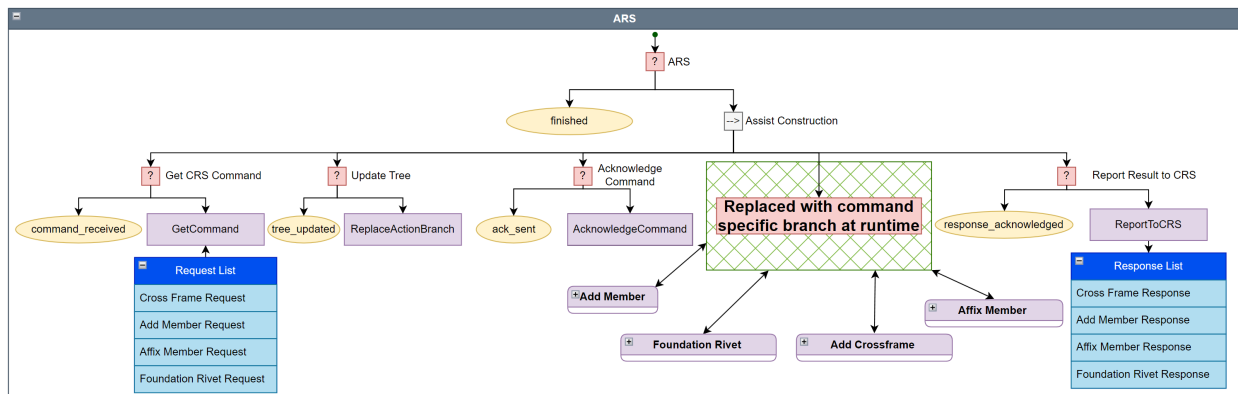 ARS
? ARS
finished
--> Assist Construction
? Get CRS Command
? Update Tree
? Acknowledge
Command
? Report Result to CRS
Replaced with command
specific branch at runtime
command_received
GetCommand
tree_updated
ReplaceActionBranch
ack_sent
AcknowledgeCommand
response_acknowledged
ReportToCRS
Request List
Cross Frame Request
Add Member Request
Affix Member Request
Foundation Rivet Request
Add Member
Foundation Rivet
Add Crossframe
Affix Member
Response List
Cross Frame Response
Add Member Response
Affix Member Response
Foundation Rivet Response